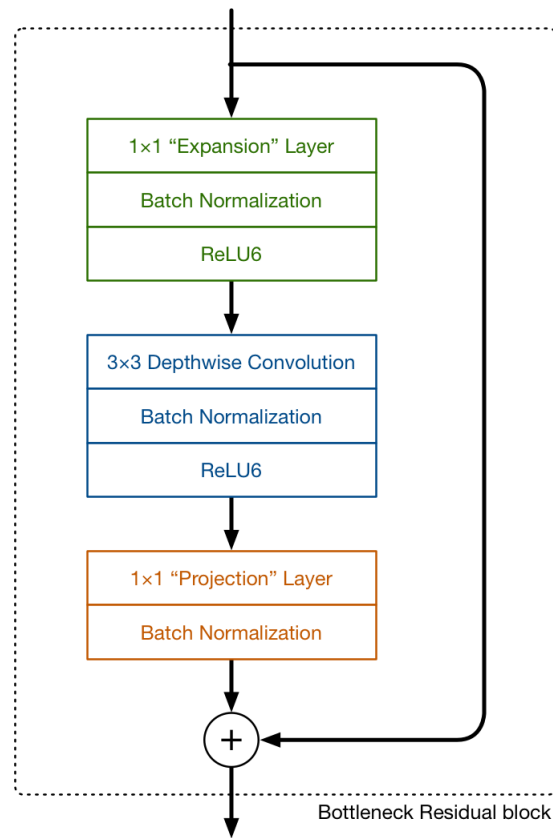 1×1 “Expansion” Layer
Batch Normalization
ReLU6
3×3 Depthwise Convolution
Batch Normalization
ReLU6
1×1 “Projection” Layer
Batch Normalization
+
Bottleneck Residual block